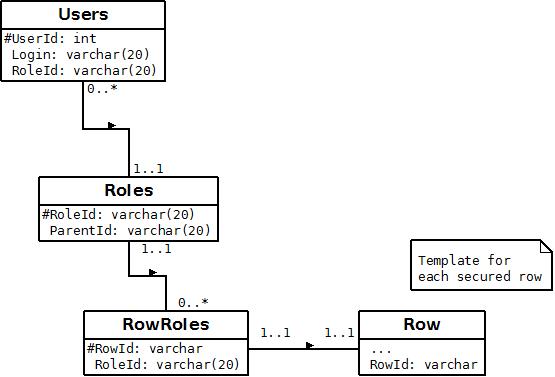 Users
#UserId: int
Login: varchar(20)
RoleId: varchar(20)
0..*
1..1
Roles
#RoleId: varchar(20)
ParentId: varchar(20)
1..1
Template for
each secured row
0..*
RowRoles
#RowId: varchar
RoleId: varchar(20)
1..1
1..1
Row
...
RowId: varchar